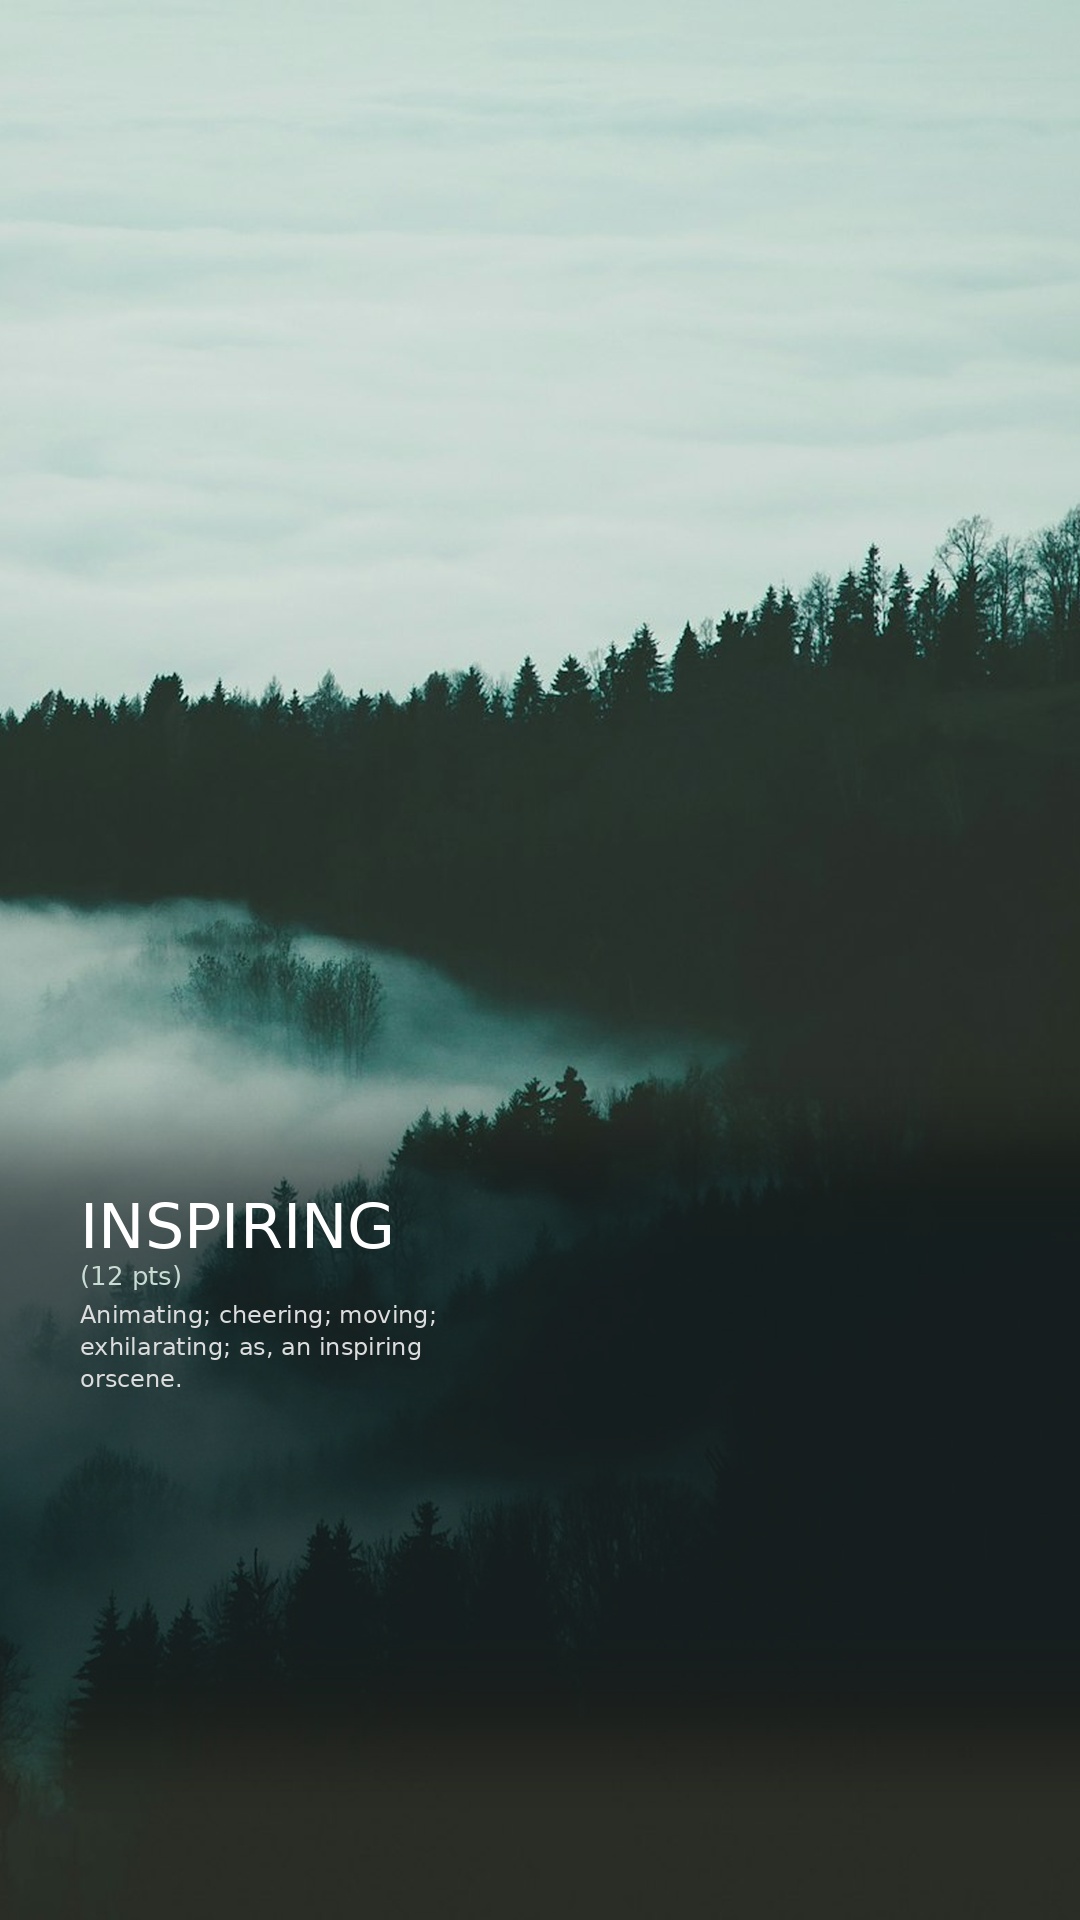 INSPIRING
(12 pts)
Animating; cheering; moving;
exhilarating; as, an inspiring
orscene.